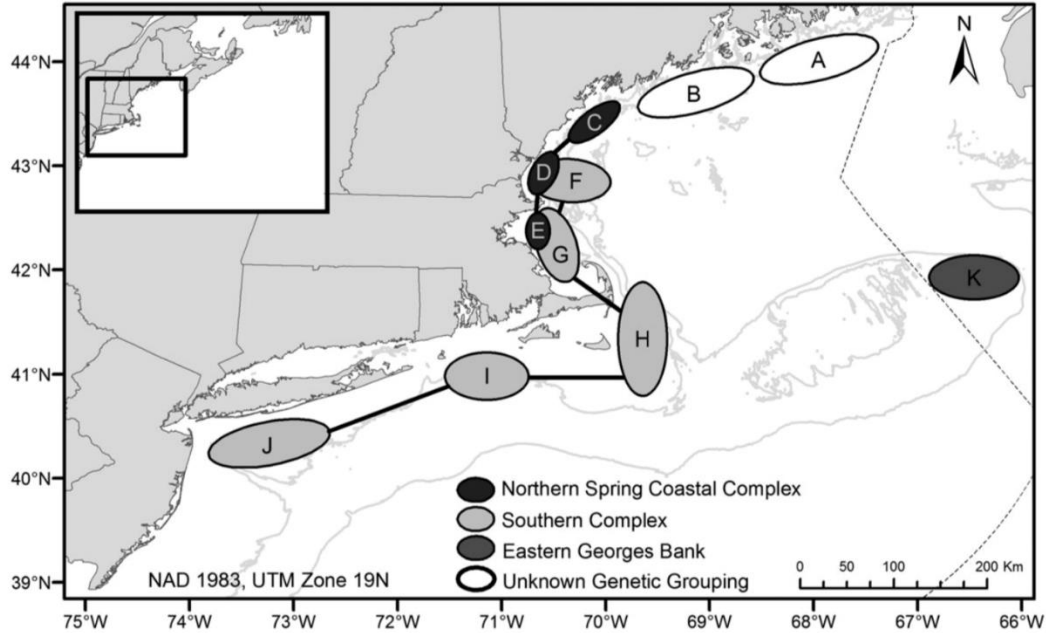 N
44°N
A
B
C
43°N
D
F
E
G
42°N
K
H
41°N
I
J
40°N
Northern Spring Coastal Complex
Southern Complex
Eastern Georges Bank
Unknown Genetic Grouping
39°N
NAD 1983, UTM Zone 19N
0 50 100 200 Km
75°W 74°W 73°W 72°W 71°W 70°W 69°W 68°W 67°W 66°W